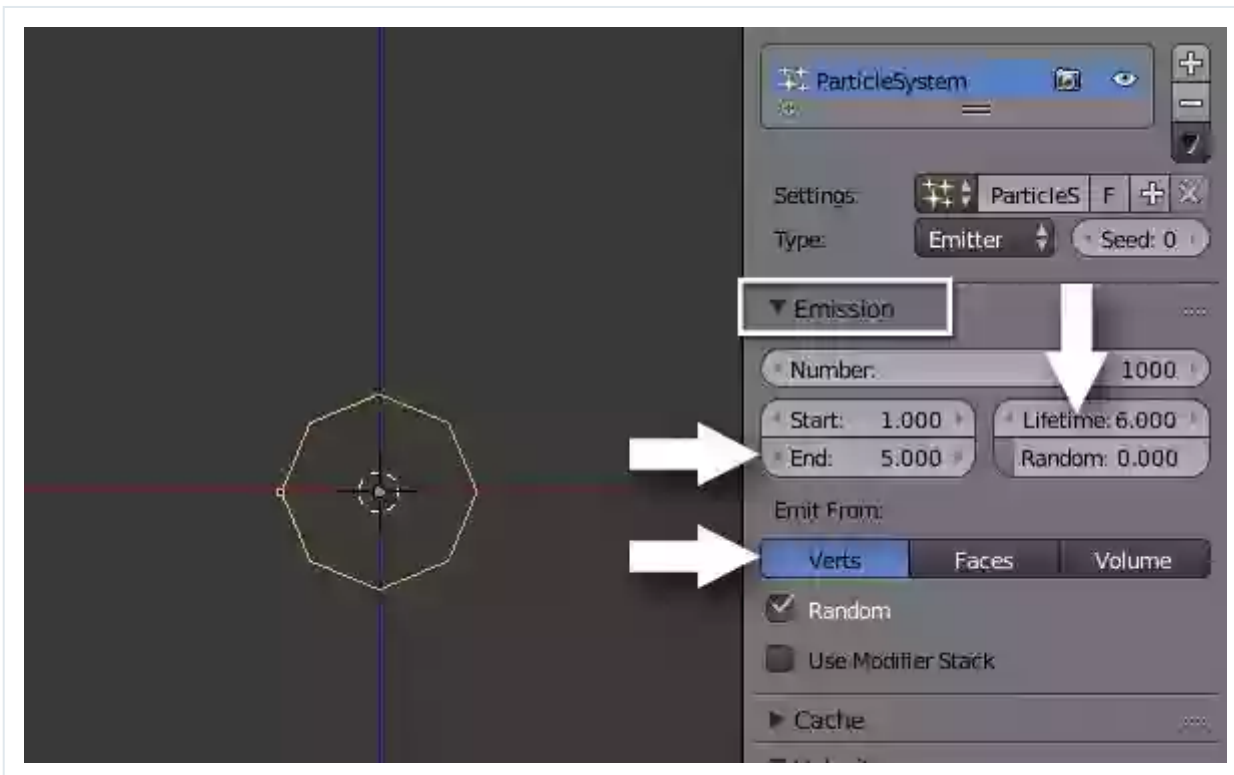 ParticleSystem
Settings: ParticleS F
Type: Emitter Seed: 0
Emission
Number: 1000
Start: 1.000 Lifetime: 6.000
End: 5.000 Random: 0.000
Emit From:
Verts Faces Volume
Random
Use Modifier Stack
Cache